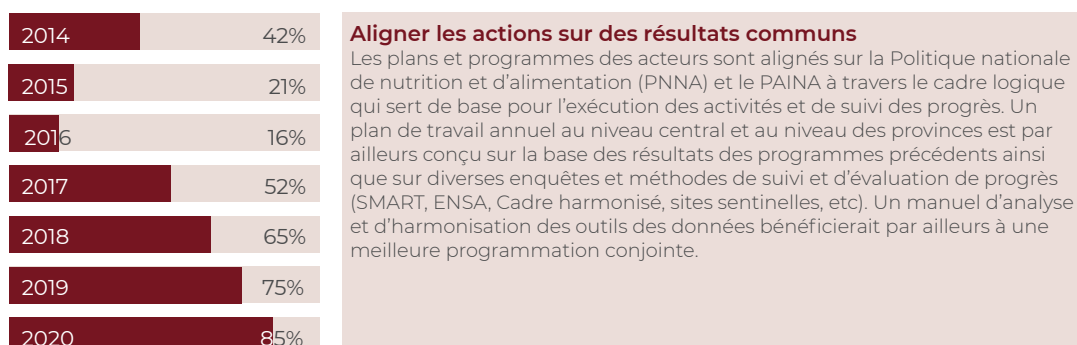 2014 42%
2015 21%
2016 16%
2017 52%
2018 65%
2019 75%
2020 85%
Aligner les actions sur des résultats communs
Les plans et programmes des acteurs sont alignés sur la Politique nationale
de nutrition et d'alimentation (PNNA) et le PAINA à travers le cadre logique
qui sert de base pour l'exécution des activités et de suivi des progrès. Un
plan de travail annuel au niveau central et au niveau des provinces est par
ailleurs conçu sur la base des résultats des programmes précédents ainsi
que sur diverses enquêtes et méthodes de suivi et d'évaluation de progrès
(SMART, ENSA, Cadre harmonisé, sites sentinelles, etc). Un manuel d'analyse
et d'harmonisation des outils des données bénéficierait par ailleurs à une
meilleure programmation conjointe.